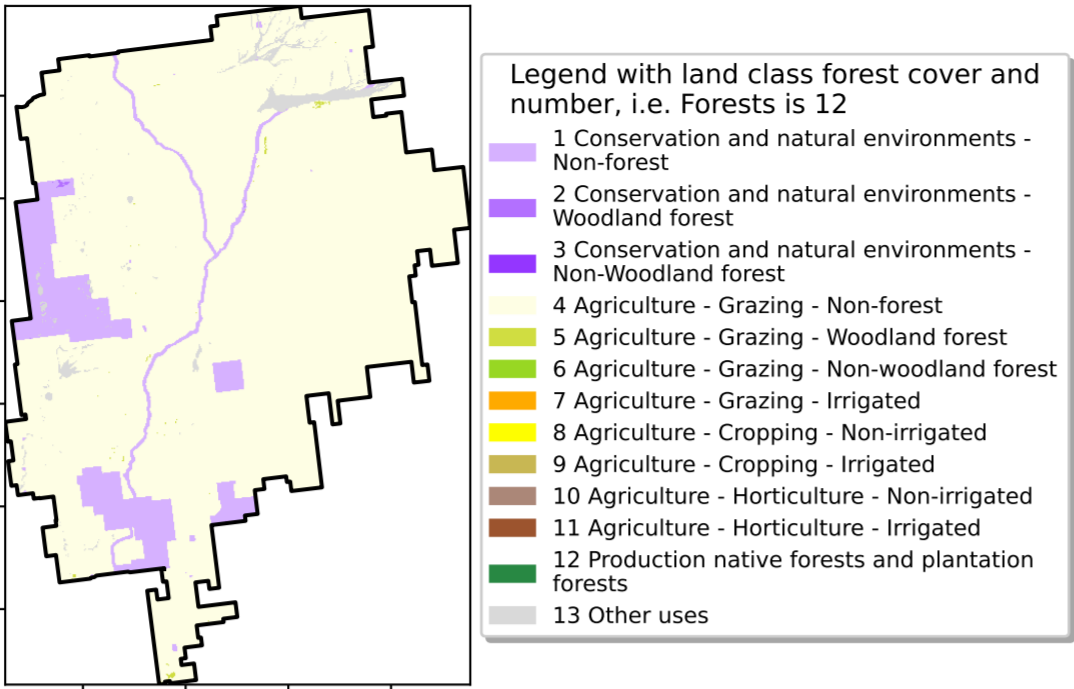 Legend with land class forest cover and
number, i.e. Forests is 12
1 Conservation and natural environments -
Non-forest
2 Conservation and natural environments -
Woodland forest
3 Conservation and natural environments -
Non-Woodland forest
4 Agriculture - Grazing - Non-forest
5 Agriculture - Grazing - Woodland forest
6 Agriculture - Grazing - Non-woodland forest
7 Agriculture - Grazing - Irrigated
8 Agriculture - Cropping - Non-irrigated
9 Agriculture - Cropping - Irrigated
10 Agriculture - Horticulture - Non-irrigated
11 Agriculture - Horticulture - Irrigated
12 Production native forests and plantation
forests
13 Other uses